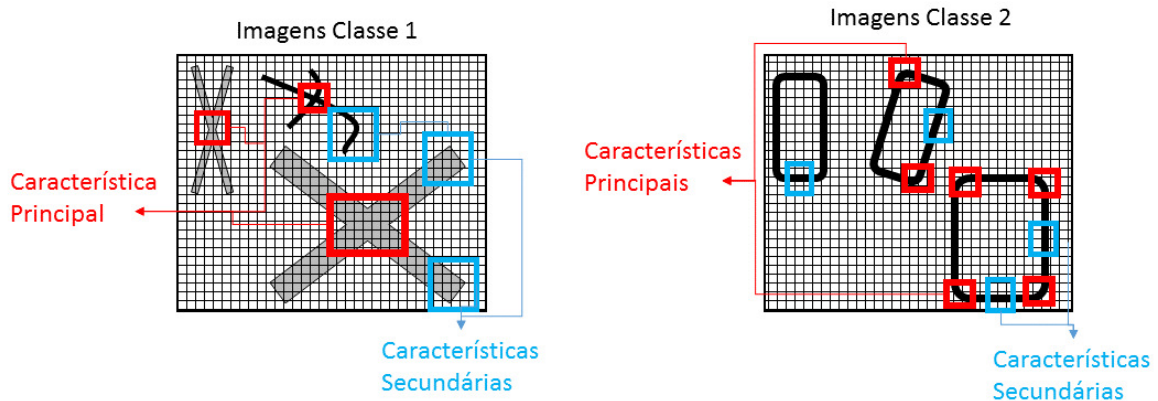 Imagens Classe 1
Característica
Principal
Características
Secundárias
Imagens Classe 2
Características
Principais
Características
Secundárias